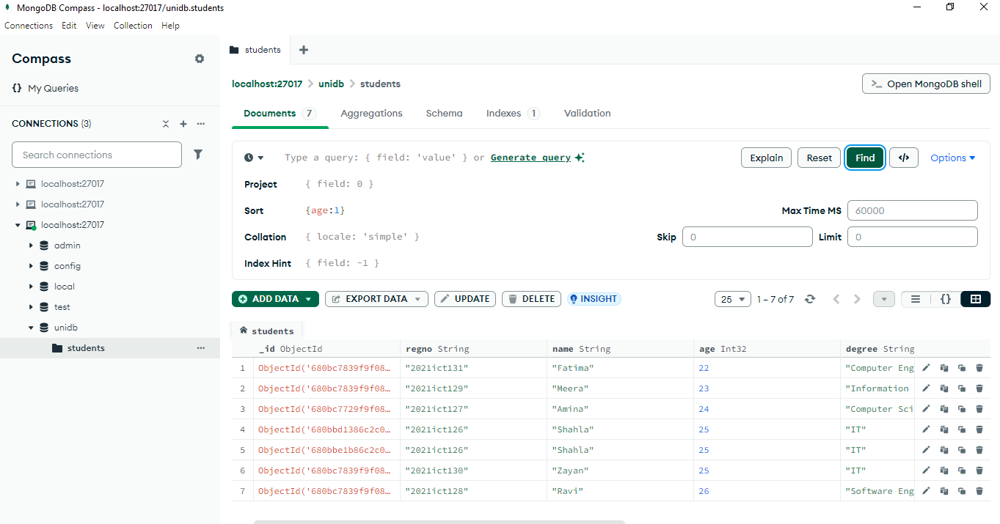 MongoDB Compass - localhost:27017/unidb.students
Connections Edit View Collection Help
Compass
{} My Queries
CONNECTIONS (3)
Search connections
localhost:27017
localhost:27017
localhost:27017
admin
config
local
test
unidb
students
students
localhost:27017 > unidb > students
>_ Open MongoDB shell
Documents 7 Aggregations Schema Indexes 1 Validation
Type a query: { field: 'value' } or Generate query
Explain Reset Find </> Options
Project { field: 0 }
Sort {age:1}
Max Time MS 60000
Collation { locale: 'simple' }
Skip 0 Limit 0
Index Hint { field: -1 }
ADD DATA EXPORT DATA UPDATE DELETE INSIGHT
25 1 – 7 of 7 {}
students
_id ObjectId regno String name String age Int32 degree String
1 ObjectId('680bc7839f9f08… "2021ict131" "Fatima" 22 "Computer Eng
2 ObjectId('680bc7839f9f08… "2021ict129" "Meera" 23 "Information
3 ObjectId('680bc7729f9f08… "2021ict127" "Amina" 24 "Computer Sci
4 ObjectId('680bbd1386c2c0… "2021ict126" "Shahla" 25 "IT"
5 ObjectId('680bbe1b86c2c0… "2021ict126" "Shahla" 25 "IT"
6 ObjectId('680bc7839f9f08… "2021ict130" "Zayan" 25 "IT"
7 ObjectId('680bc7839f9f08… "2021ict128" "Ravi" 26 "Software Eng